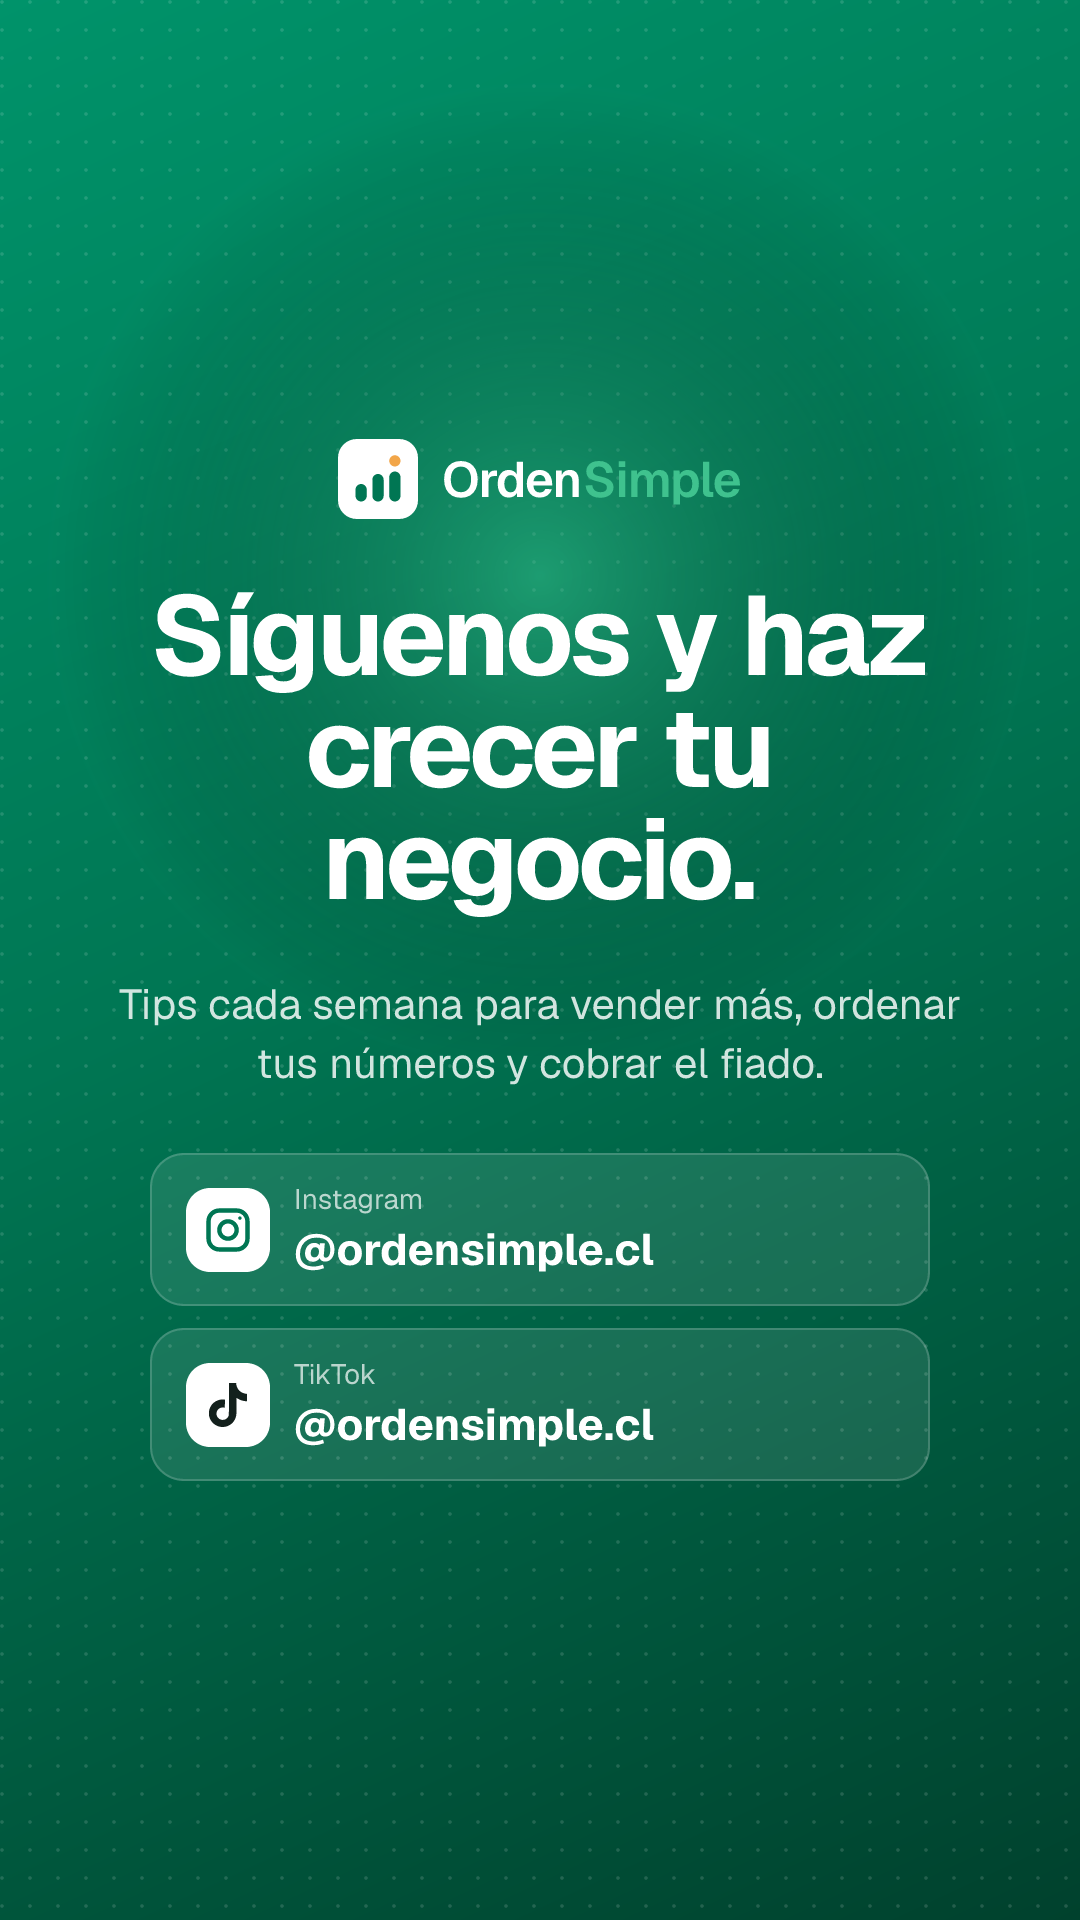 OrdenSimple
Síguenos y haz
crecer tu
negocio.
Tips cada semana para vender más, ordenar
tus números y cobrar el fiado.
Instagram
@ordensimple.cl
TikTok
@ordensimple.cl